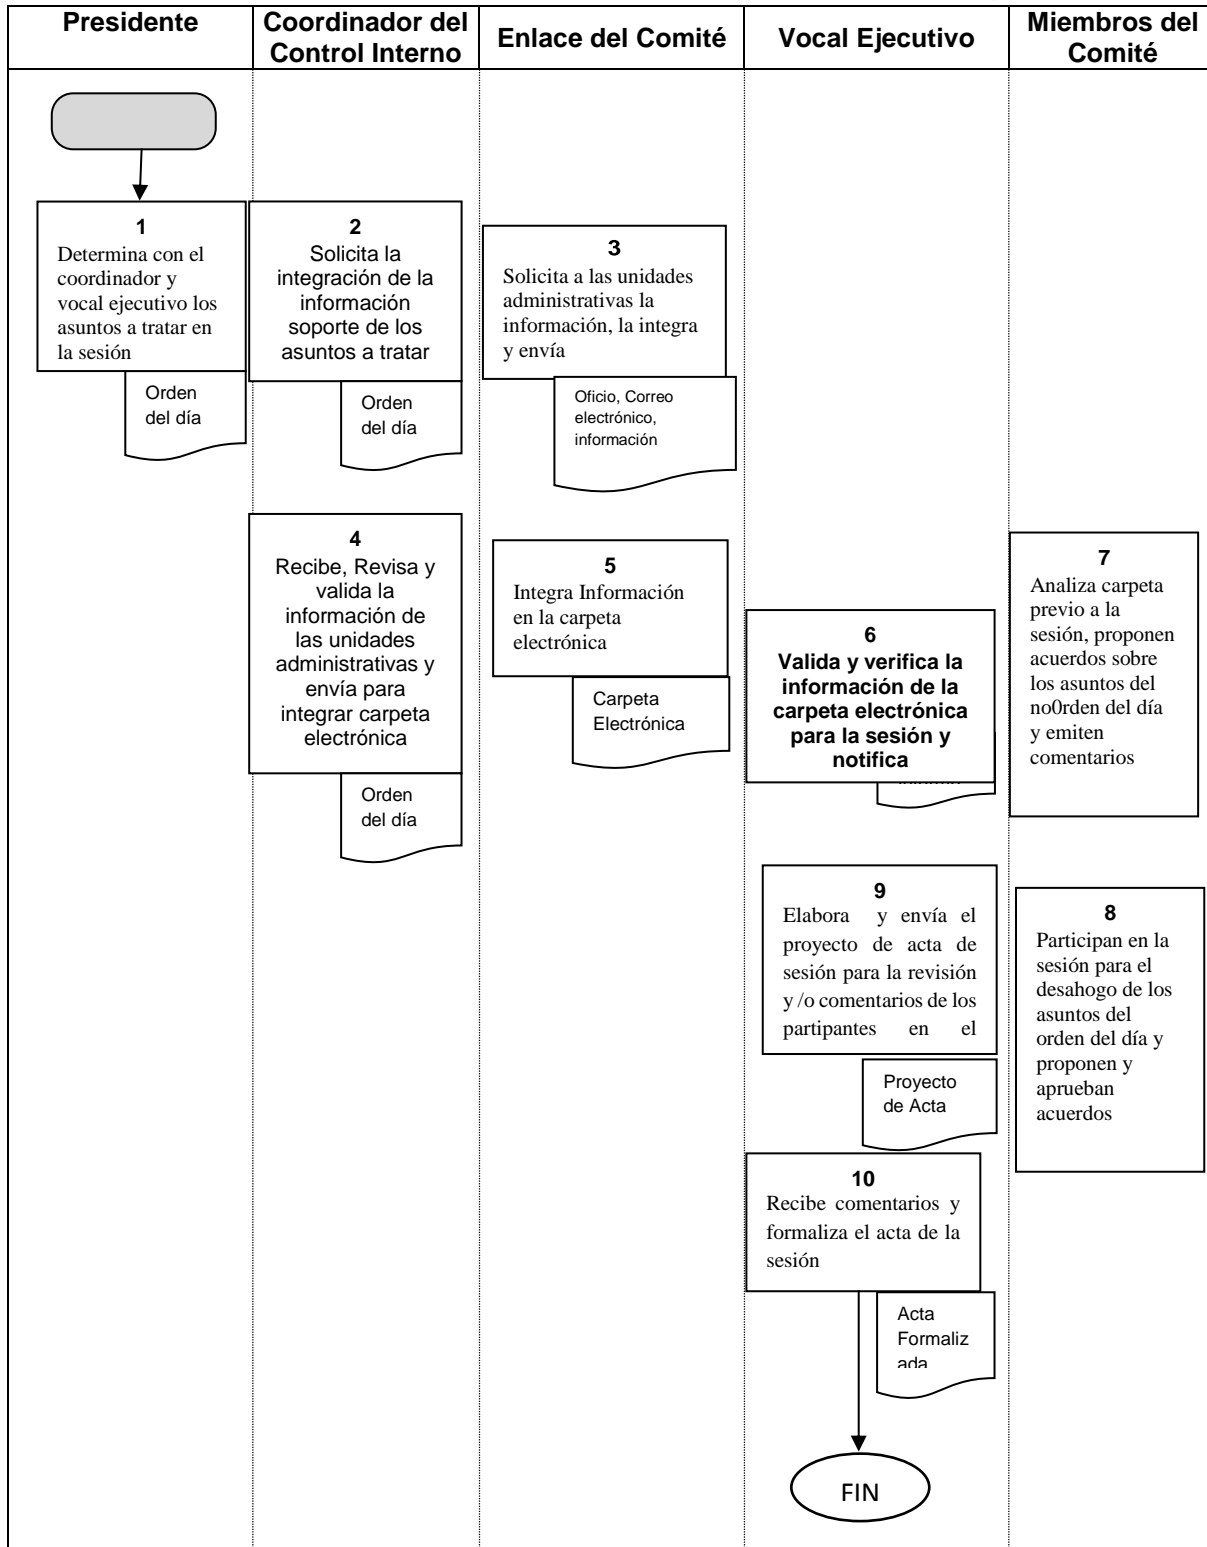 Presidente
Coordinador del
Control Interno
Enlace del Comité
Vocal Ejecutivo
Miembros del
Comité
1
Determina con el
coordinador y
vocal ejecutivo los
asuntos a tratar en
la sesión
Orden
del día
2
Solicita la
integración de la
información
soporte de los
asuntos a tratar
Orden
del día
3
Solicita a las unidades
administrativas la
información, la integra
y envía
Oficio, Correo
electrónico,
información
4
Recibe, Revisa y
valida la
información de
las unidades
administrativas y
envía para
integrar carpeta
electrónica
Orden
del día
5
Integra Información
en la carpeta
electrónica
Carpeta
Electrónica
6
Valida y verifica la
información de la
carpeta electrónica
para la sesión y
notifica
7
Analiza carpeta
previo a la
sesión, proponen
acuerdos sobre
los asuntos del
no0rden del día
y emiten
comentarios
8
Participan en la
sesión para el
desahogo de los
asuntos del
orden del día y
proponen y
aprueban
acuerdos
9
Elabora y envía el
proyecto de acta de
sesión para la revisión
y /o comentarios de los
partipantes en el
Proyecto
de Acta
10
Recibe comentarios y
formaliza el acta de la
sesión
Acta
Formaliz
ada
FIN